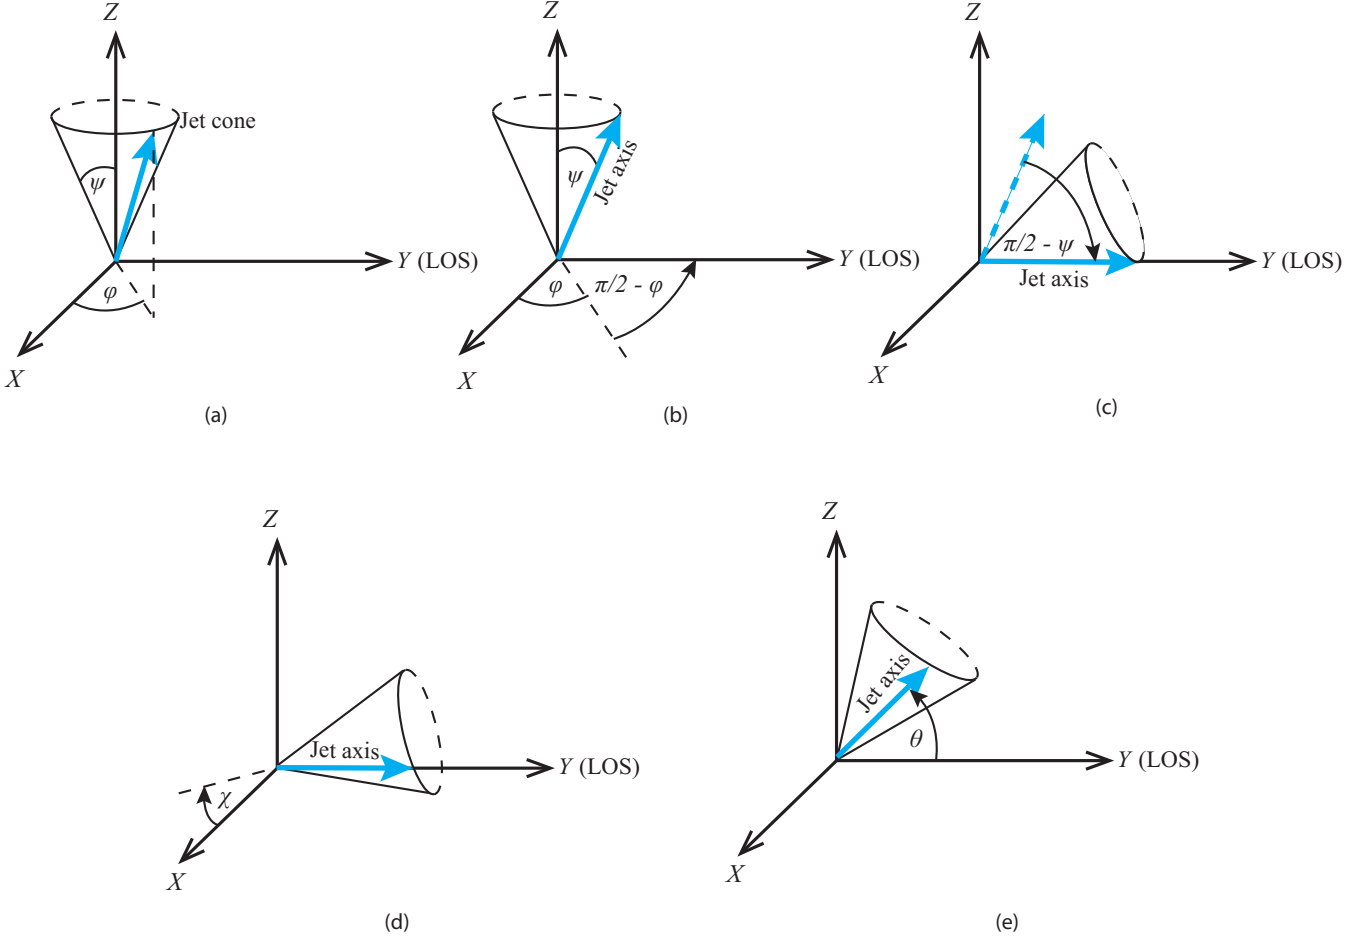 Z
Jet cone
ψ
Y (LOS)
φ
X
(a)
Z
ψ
Jet axis
Y (LOS)
φ
π/2 - φ
X
(b)
Z
π/2 - ψ
Y (LOS)
Jet axis
X
(c)
Z
Jet axis
Y (LOS)
χ
X
(d)
Z
Jet axis
θ
Y (LOS)
X
(e)